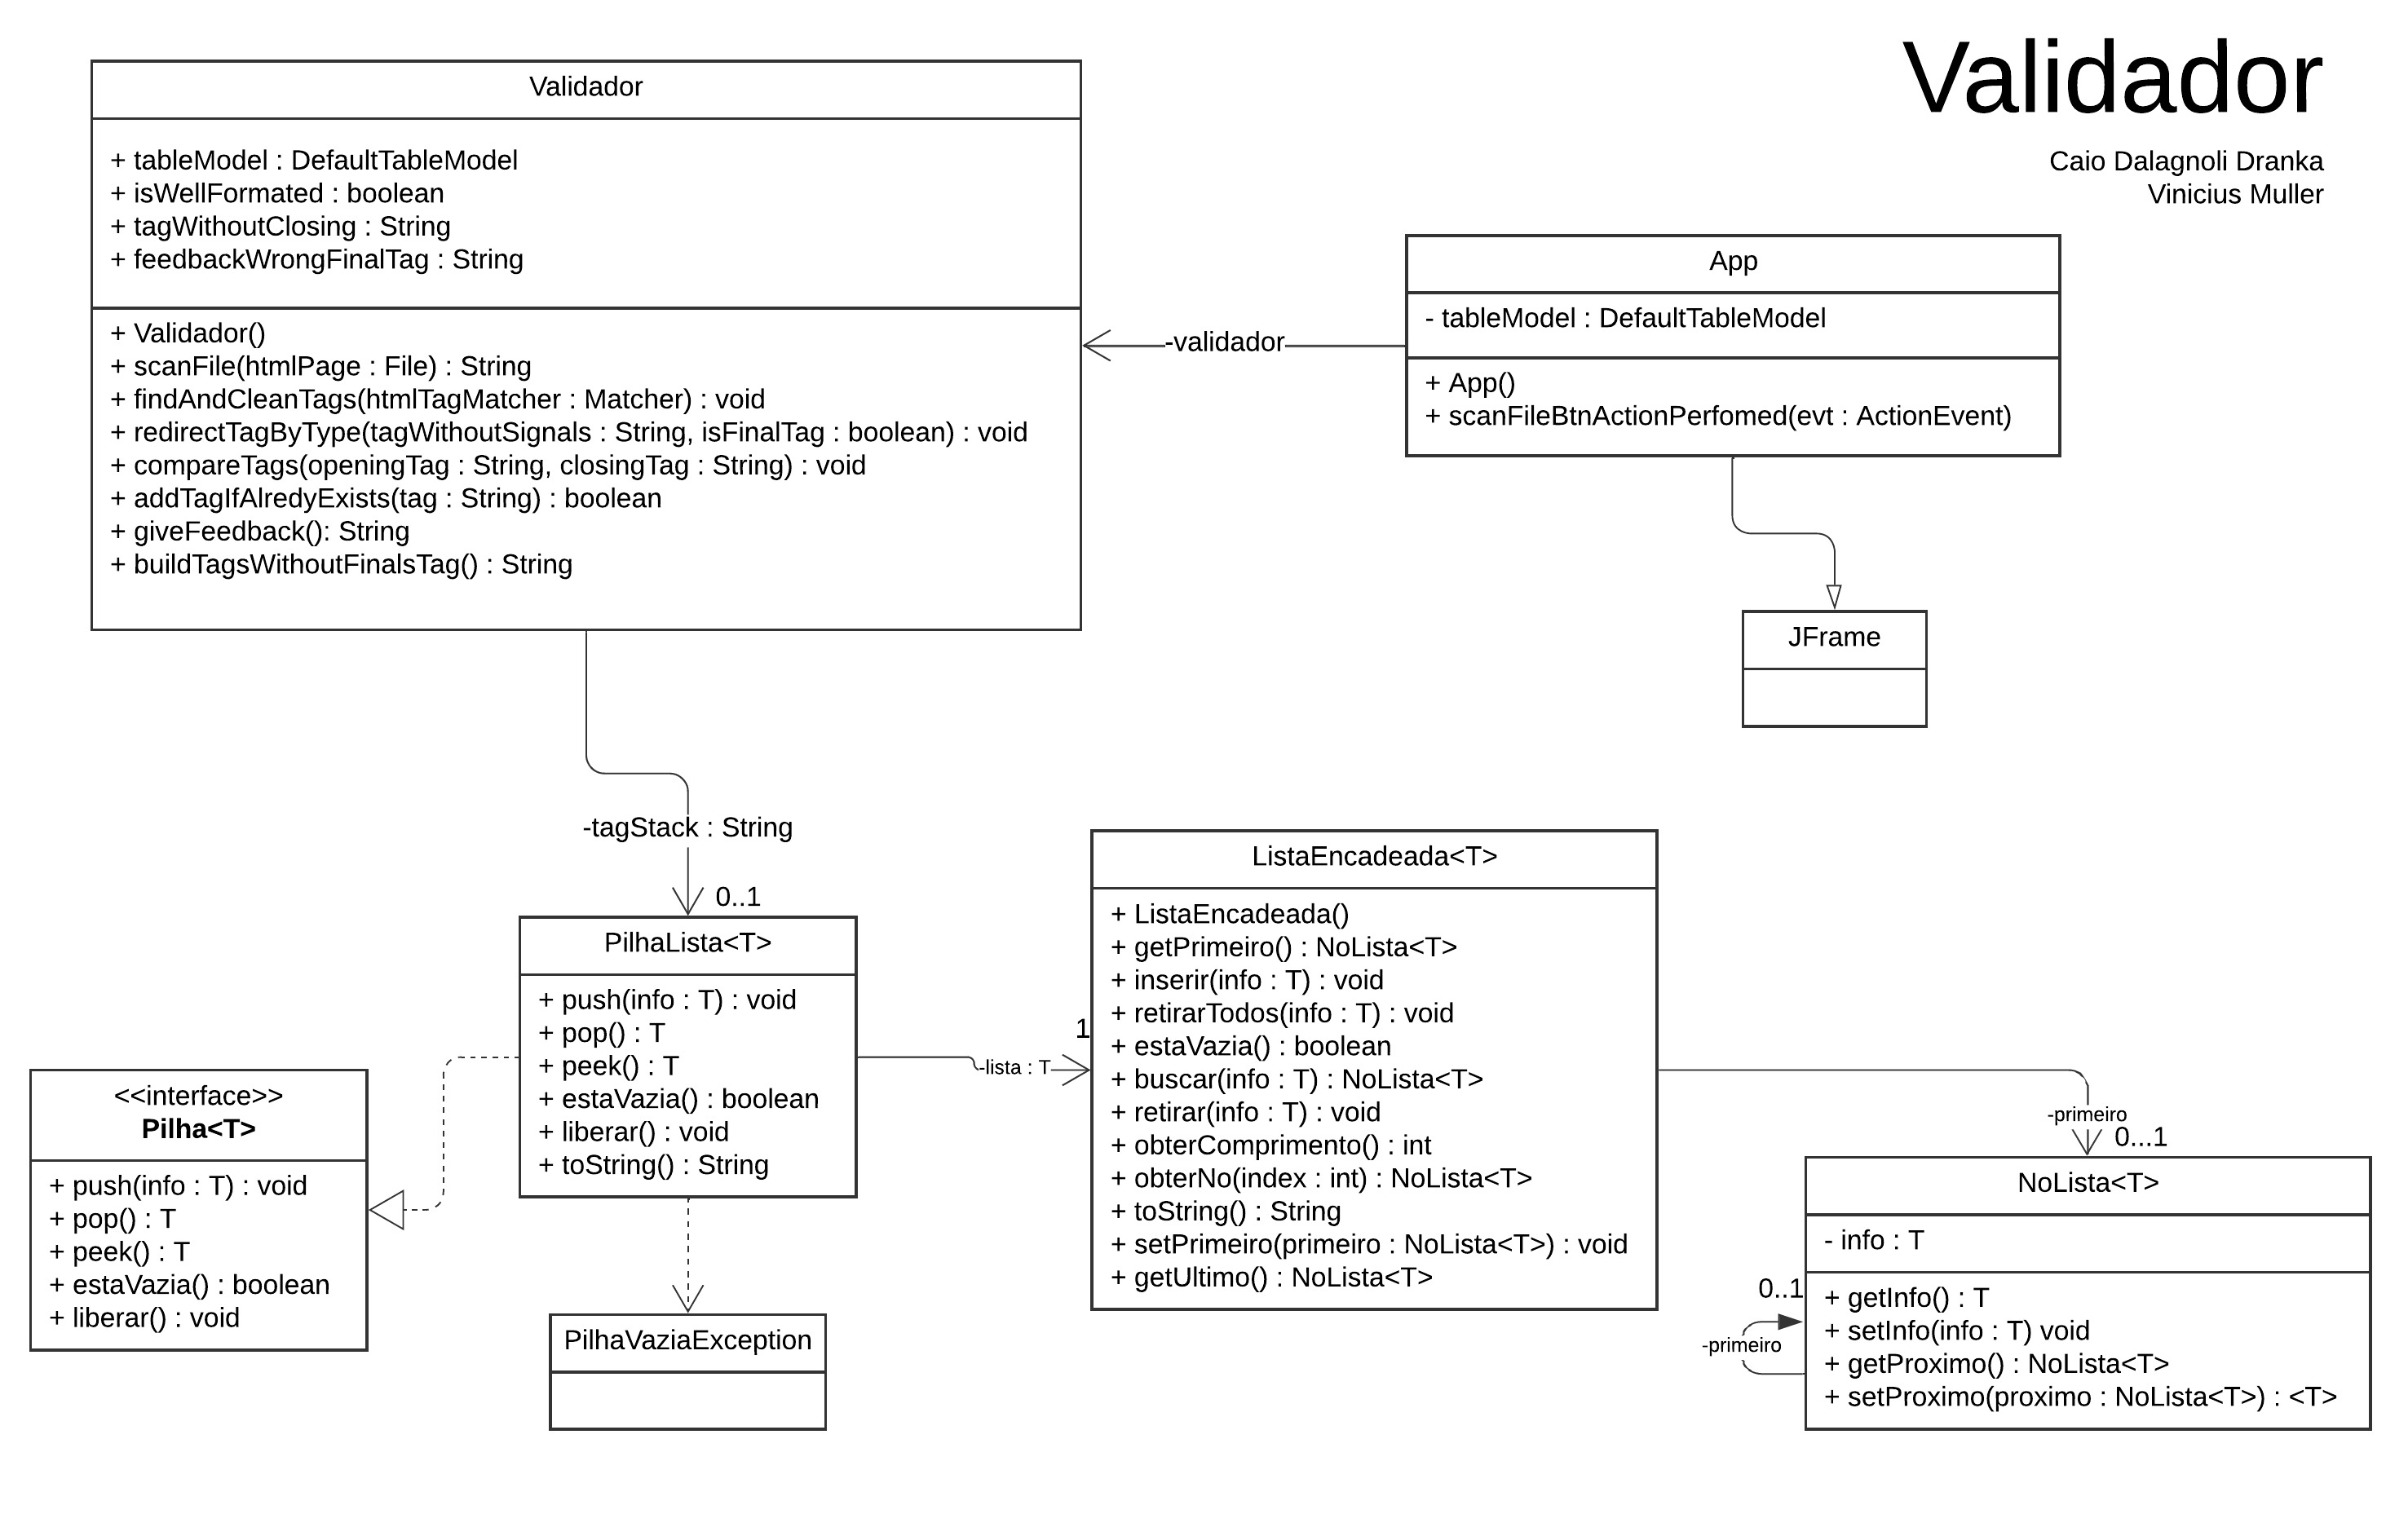 Validador
Caio Dalagnoli Dranka
Vinicius Muller
Validador
+ tableModel : DefaultTableModel
+ isWellFormated : boolean
+ tagWithoutClosing : String
+ feedbackWrongFinalTag : String
+ Validador()
+ scanFile(htmlPage : File) : String
+ findAndCleanTags(htmlTagMatcher : Matcher) : void
+ redirectTagByType(tagWithoutSignals : String, isFinalTag : boolean) : void
+ compareTags(openingTag : String, closingTag : String) : void
+ addTagIfAlredyExists(tag : String) : boolean
+ giveFeedback(): String
+ buildTagsWithoutFinalsTag() : String
-validador
App
- tableModel : DefaultTableModel
+ App()
+ scanFileBtnActionPerfomed(evt : ActionEvent)
JFrame
-tagStack : String
0..1
PilhaLista<T>
+ push(info : T) : void
+ pop() : T
+ peek() : T
+ estaVazia() : boolean
+ liberar() : void
+ toString() : String
<<interface>>
Pilha<T>
+ push(info : T) : void
+ pop() : T
+ peek() : T
+ estaVazia() : boolean
+ liberar() : void
PilhaVaziaException
1
-lista : T
ListaEncadeada<T>
+ ListaEncadeada()
+ getPrimeiro() : NoLista<T>
+ inserir(info : T) : void
+ retirarTodos(info : T) : void
+ estaVazia() : boolean
+ buscar(info : T) : NoLista<T>
+ retirar(info : T) : void
+ obterComprimento() : int
+ obterNo(index : int) : NoLista<T>
+ toString() : String
+ setPrimeiro(primeiro : NoLista<T>) : void
+ getUltimo() : NoLista<T>
-primeiro
0...1
NoLista<T>
- info : T
+ getInfo() : T
+ setInfo(info : T) void
+ getProximo() : NoLista<T>
+ setProximo(proximo : NoLista<T>) : <T>
0..1
-primeiro